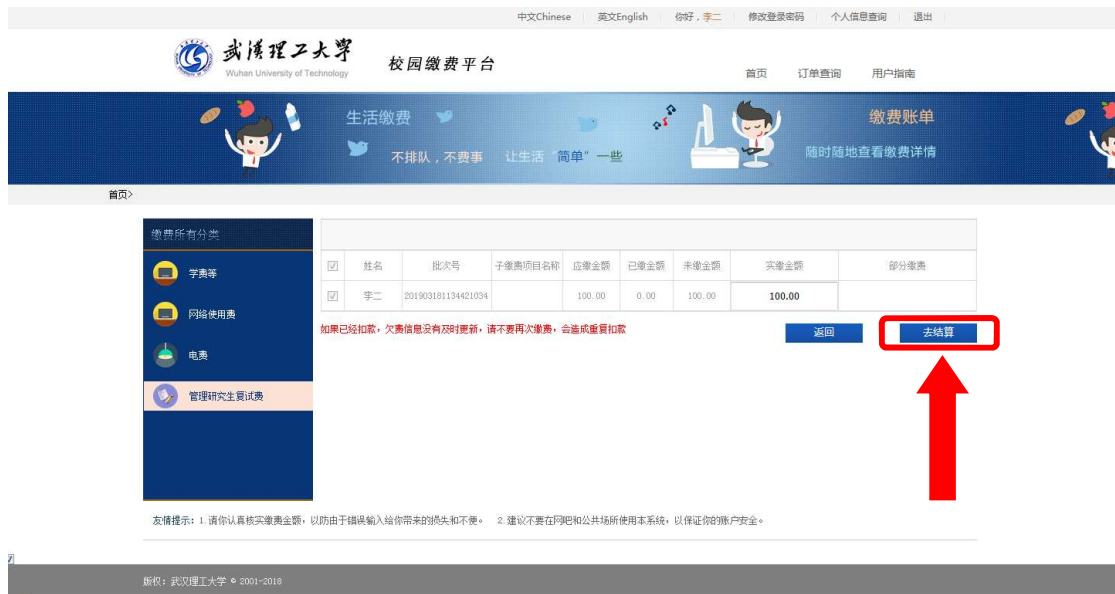 中文Chinese 英文English 你好，李二 修改登录密码 个人信息查询 退出
武汉理工大学
Wuhan University of Technology
校园缴费平台
首页 订单查询 用户指南
生活缴费
不排队，不费事 让生活“简单”一些
缴费账单
随时随地查看缴费详情
首页>
缴费所有分类
学费等
网络使用费
电费
管理研究生复试费
姓名 批次号 子缴费项目名称 应缴金额 已缴金额 未缴金额 实缴金额 部分缴费
李二 201903181134421034 100.00 0.00 100.00 100.00
如果已经扣款，欠费信息没有及时更新，请不要再次缴费，会造成重复扣款
返回 去结算
友情提示：1.请你认真核实缴费金额，以防由于错误输入给你带来的损失和不便。 2.建议不要在网吧和公共场所使用本系统，以保证你的账户安全。
版权：武汉理工大学 © 2001-2018